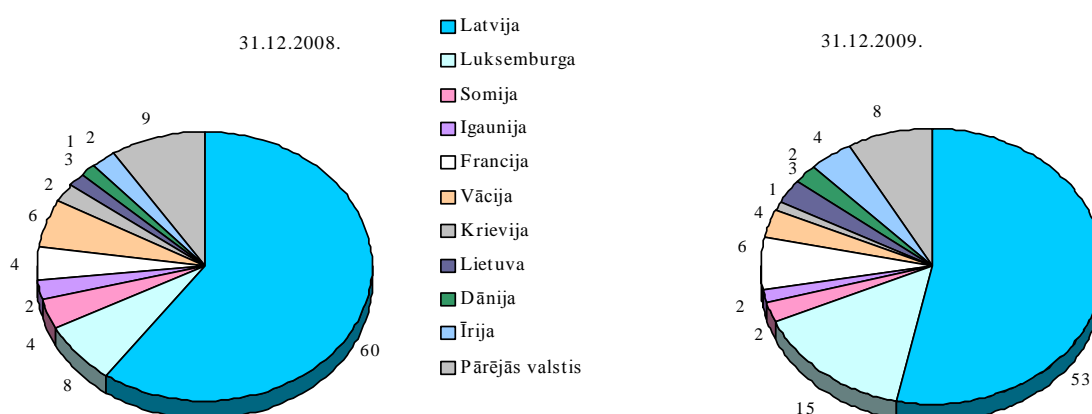 31.12.2008.
9
2
1
3
2
6
4
2
4
8
60
Latvija
Luksemburga
Somija
Igaunija
Francija
Vācija
Krievija
Lietuva
Dānija
Īrija
Pārējās valstis
31.12.2009.
8
4
2
3
1
4
6
2
2
15
53